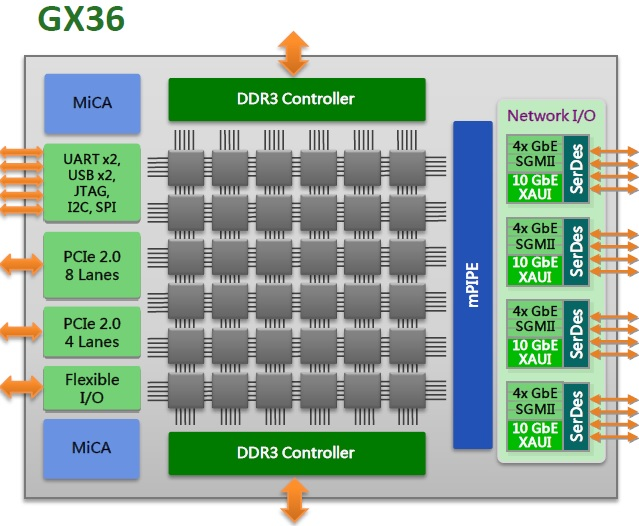 GX36
MiCA
DDR3 Controller
UART x2,
USB x2,
JTAG,
I2C, SPI
PCIe 2.0
8 Lanes
PCIe 2.0
4 Lanes
Flexible
I/O
MiCA
DDR3 Controller
mPIPE
Network I/O
4x GbE
SGMII
10 GbE
XAUI
SerDes
4x GbE
SGMII
10 GbE
XAUI
SerDes
4x GbE
SGMII
10 GbE
XAUI
SerDes
4x GbE
SGMII
10 GbE
XAUI
SerDes